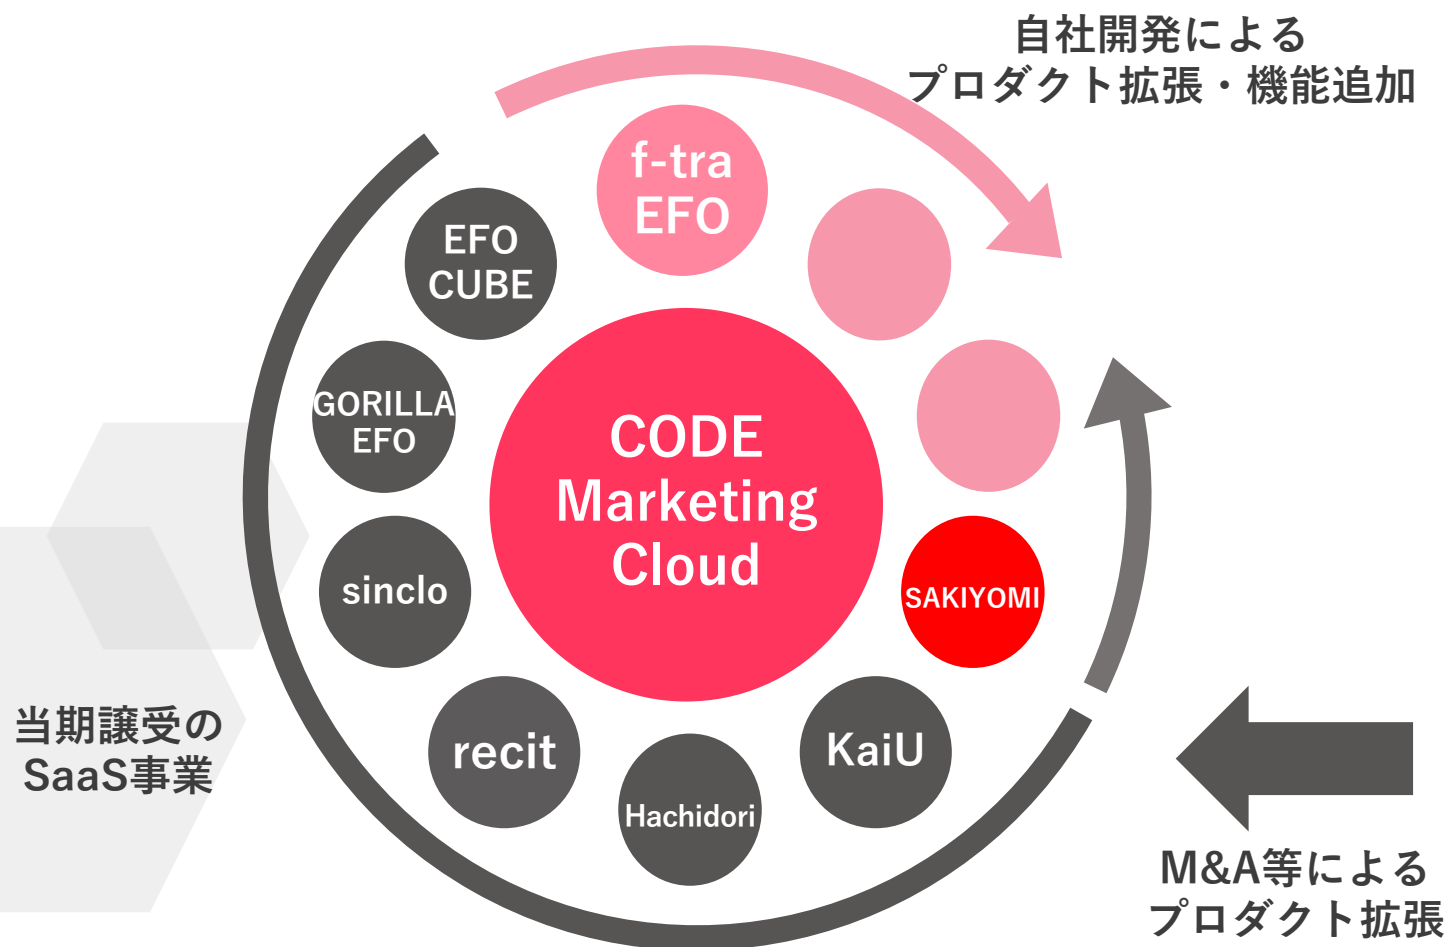 自社開発による
プロダクト拡張・機能追加
f-tra
EFO
EFO
CUBE
GORILLA
EFO
CODE
Marketing
Cloud
sinclo
SAKIYOMI
当期譲受の
SaaS事業
recit
KaiU
Hachidori
M&A等による
プロダクト拡張